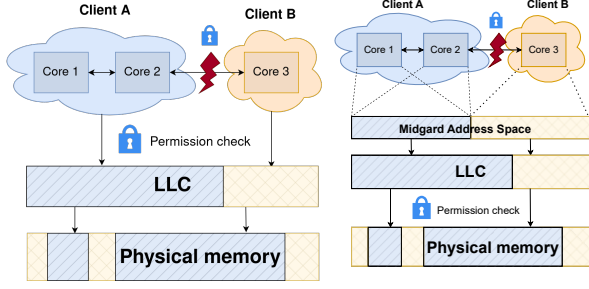 Client A
Client B
Core 1
Core 2
Core 3
Permission check
LLC
Physical memory
Client A
Client B
Core 1
Core 2
Core 3
Midgard Address Space
LLC
Permission check
Physical memory